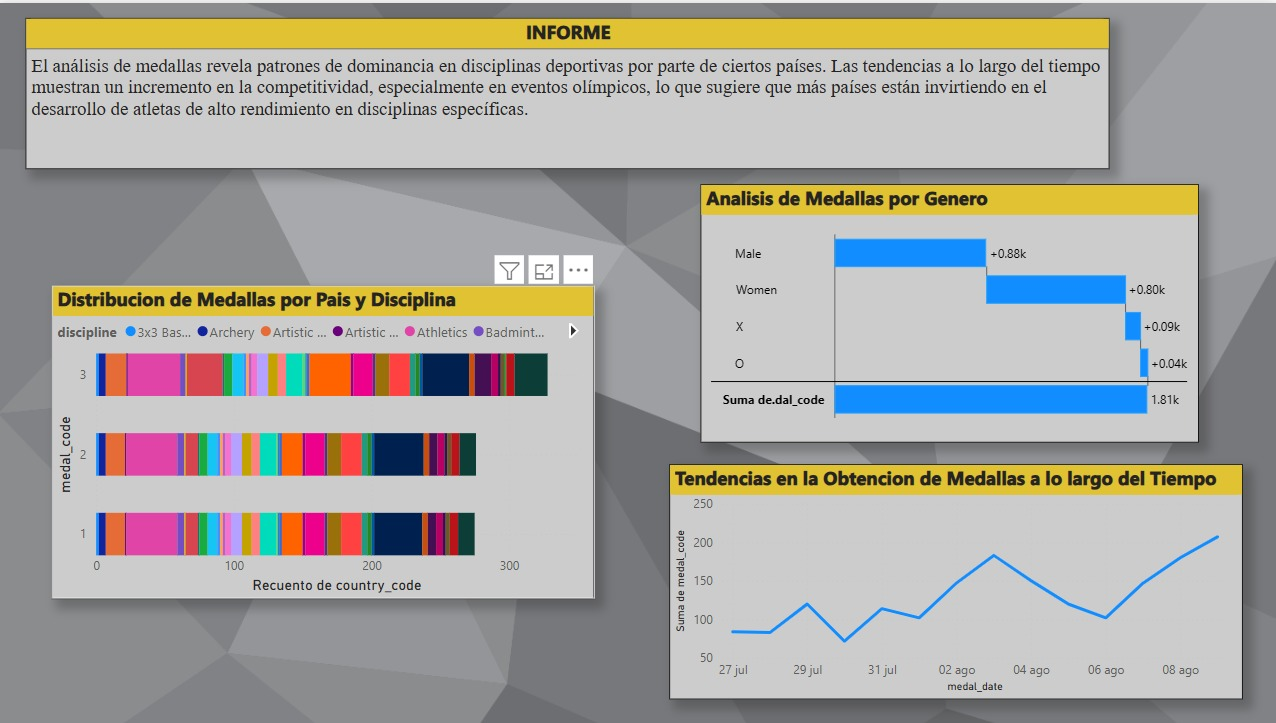 INFORME
El análisis de medallas revela patrones de dominancia en disciplinas deportivas por parte de ciertos países. Las tendencias a lo largo del tiempo
muestran un incremento en la competitividad, especialmente en eventos olímpicos, lo que sugiere que más países están invirtiendo en el
desarrollo de atletas de alto rendimiento en disciplinas específicas.
Analisis de Medallas por Genero
Male +0.88k
Women +0.80k
X +0.09k
O +0.04k
Suma de.dal_code 1.81k
Distribucion de Medallas por Pais y Disciplina
discipline 3x3 Bas... Archery Artistic ... Artistic ... Athletics Badmint...
medal_code
3
2
1
0 100 200 300
Recuento de country_code
Tendencias en la Obtencion de Medallas a lo largo del Tiempo
Suma de medal_code
250
200
150
100
50
27 jul 29 jul 31 jul 02 ago 04 ago 06 ago 08 ago
medal_date